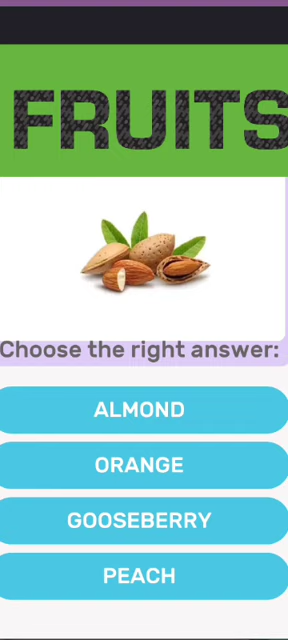 FRUITS
Choose the right answer:
ALMOND
ORANGE
GOOSEBERRY
PEACH